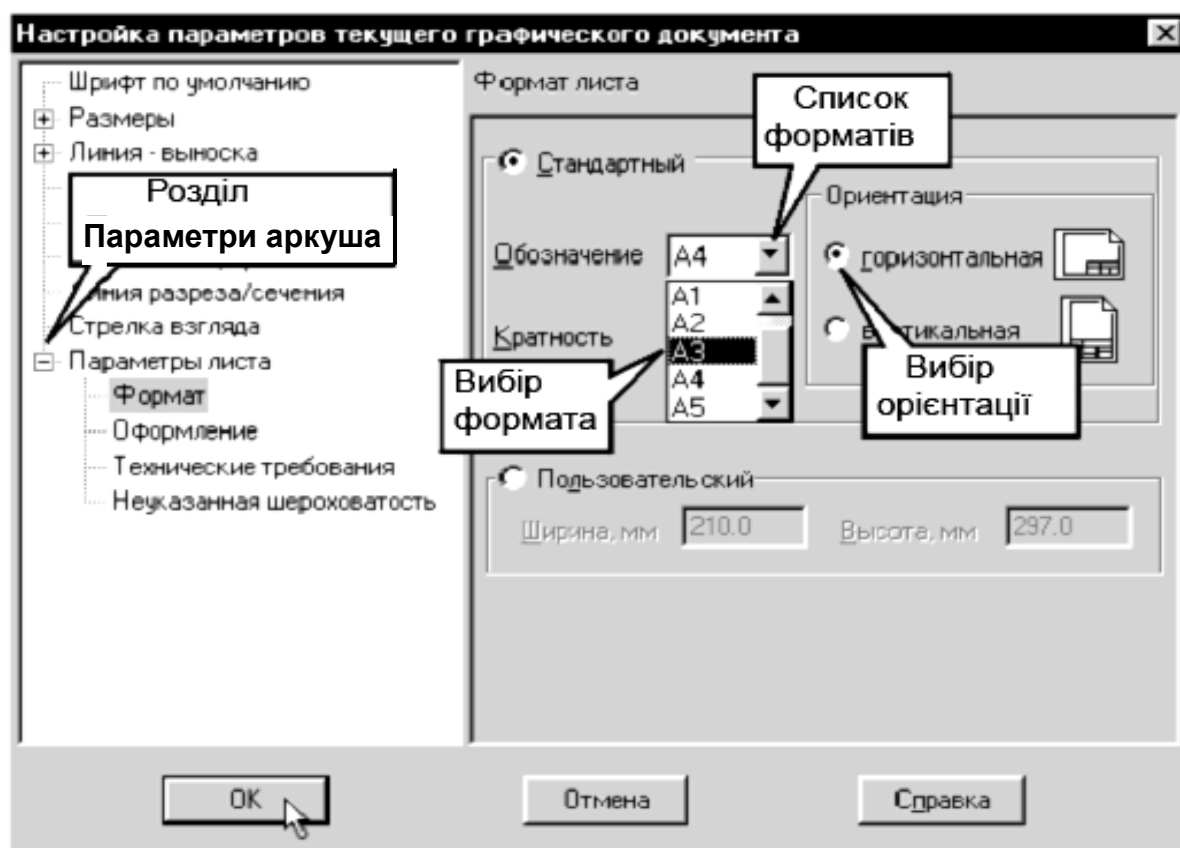 Настройка параметров текущего графического документа
Шрифт по умолчанию
Размеры
Линия - выноска
Розділ
Параметри аркуша
разреза/сечения
Стрелка взгляда
Параметры листа
Формат
Оформление
Технические требования
Неуказанная шероховатость
Формат листа
Список
форматів
Стандартный
Обозначение
A4
A1
A2
A3
A4
A5
Кратность
Вибір
формата
Ориентация
горизонтальная
вертикальная
Вибір
орієнтації
Пользовательский
Ширина, мм
210.0
Высота, мм
297.0
OK
Отмена
Справка